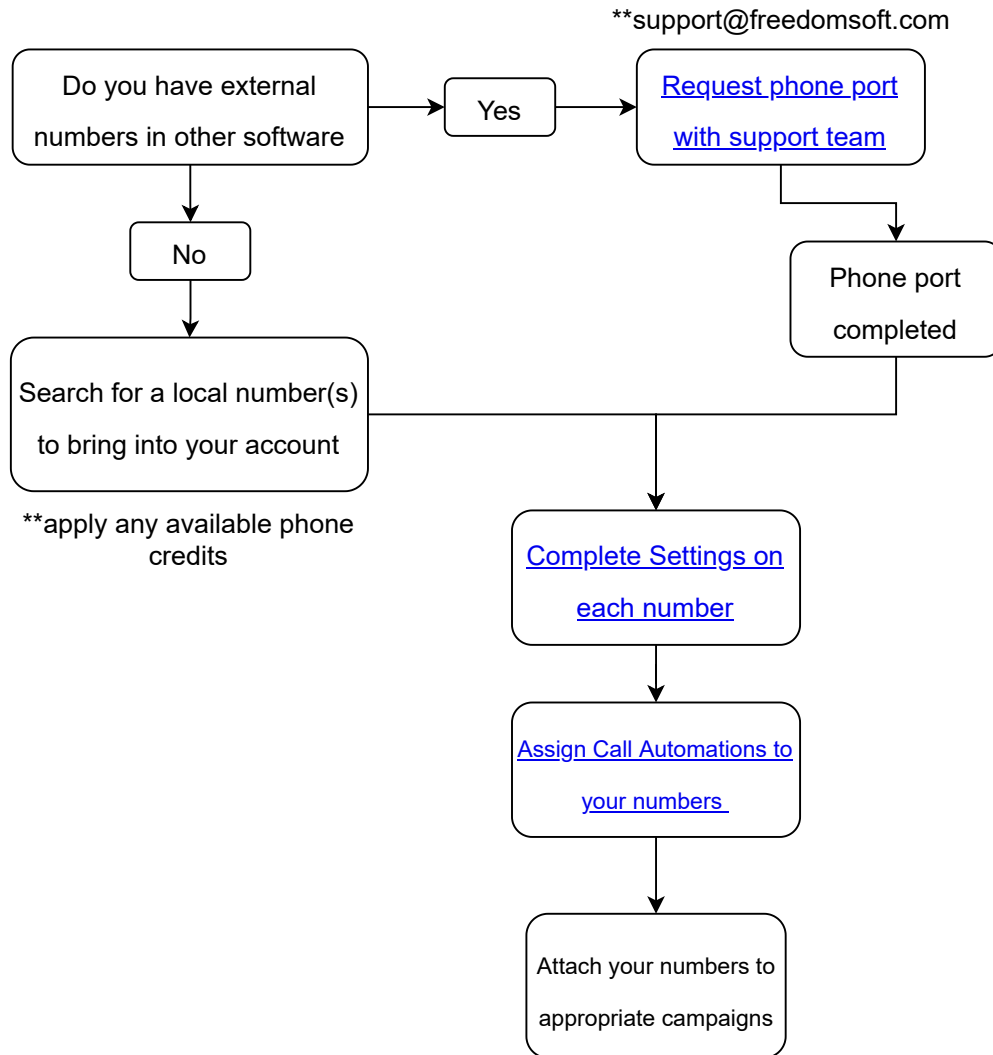 **support@freedomsoft.com
Do you have external
numbers in other software
Yes
Request phone port
with support team
No
Phone port
completed
Search for a local number(s)
to bring into your account
**apply any available phone
credits
Complete Settings on
each number
Assign Call Automations to
your numbers
Attach your numbers to
appropriate campaigns